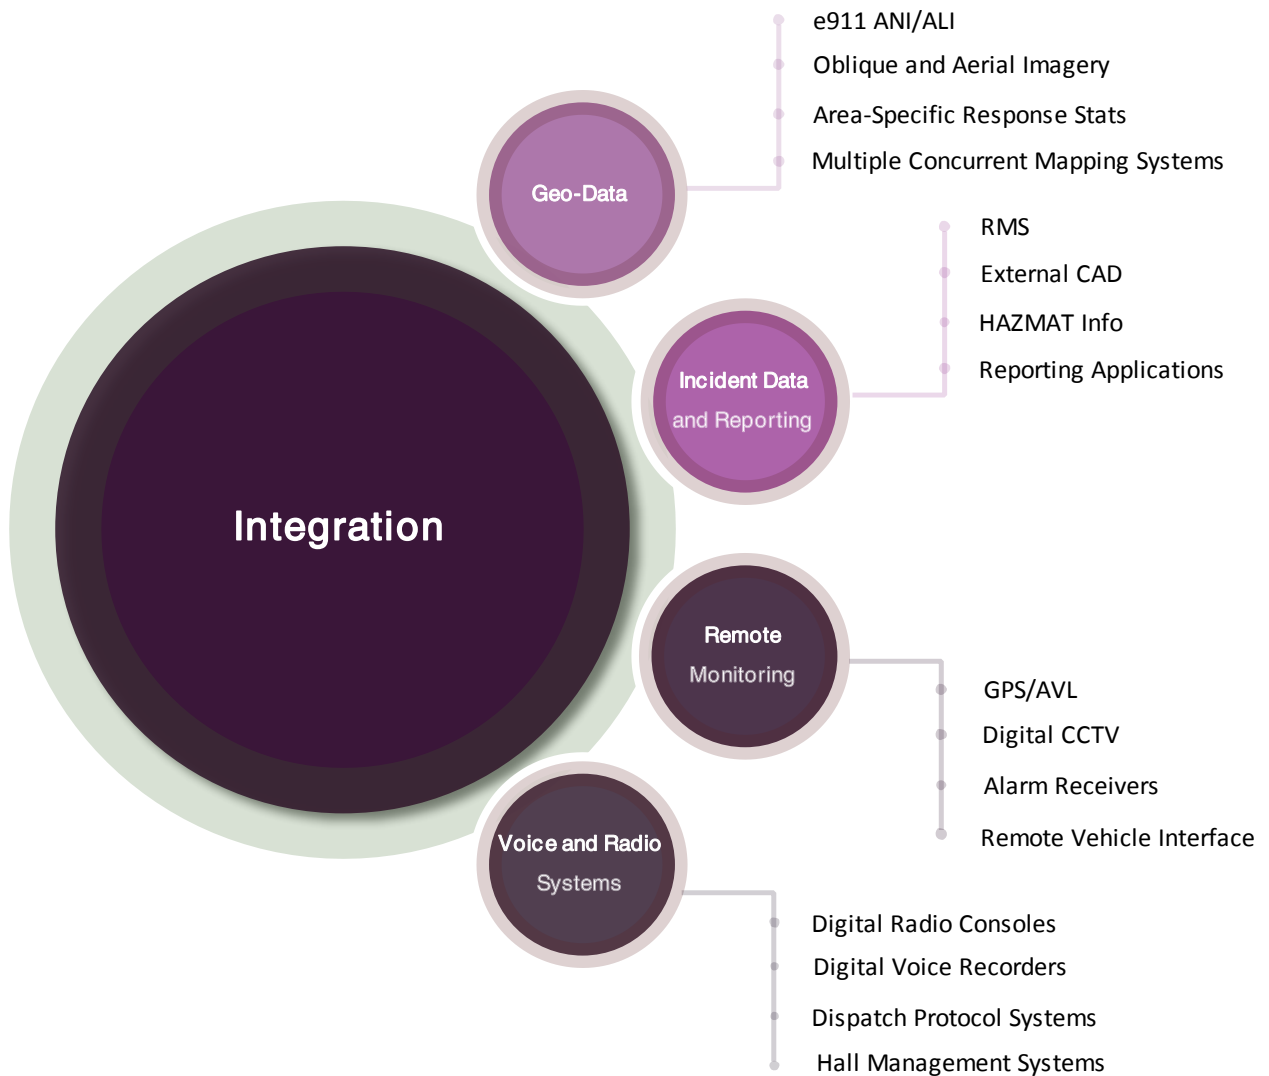 e911 ANI/ALI
Oblique and Aerial Imagery
Area-Specific Response Stats
Multiple Concurrent Mapping Systems
Geo-Data
RMS
External CAD
HAZMAT Info
Reporting Applications
Incident Data
and Reporting
Integration
Remote
Monitoring
GPS/AVL
Digital CCTV
Alarm Receivers
Remote Vehicle Interface
Voice and Radio
Systems
Digital Radio Consoles
Digital Voice Recorders
Dispatch Protocol Systems
Hall Management Systems